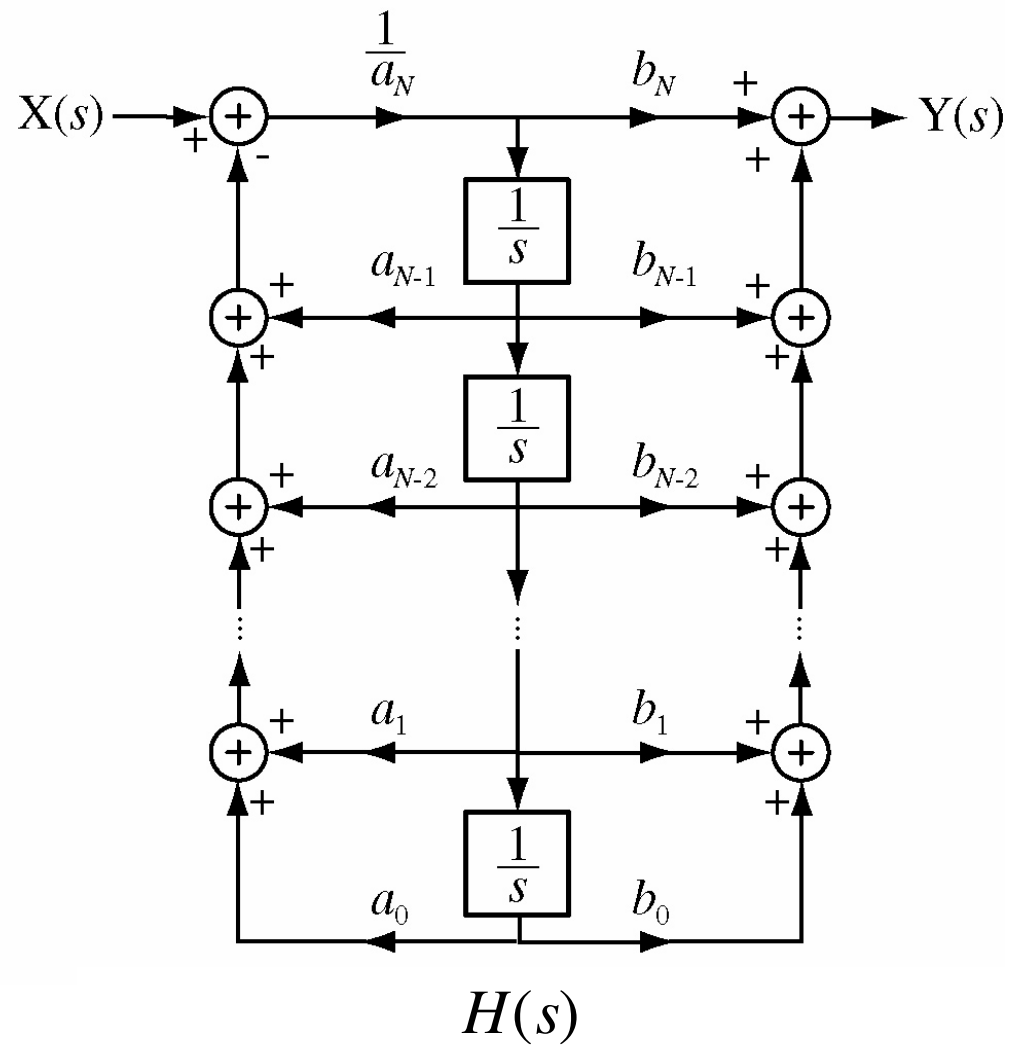 X(s) + + - 1/a_N b_N + + + Y(s)
1/s
+ + + a_{N-1} b_{N-1} + + +
1/s
+ + + a_{N-2} b_{N-2} + + +
... ... ...
+ + + a_1 b_1 + + +
1/s
a_0 b_0
H(s)